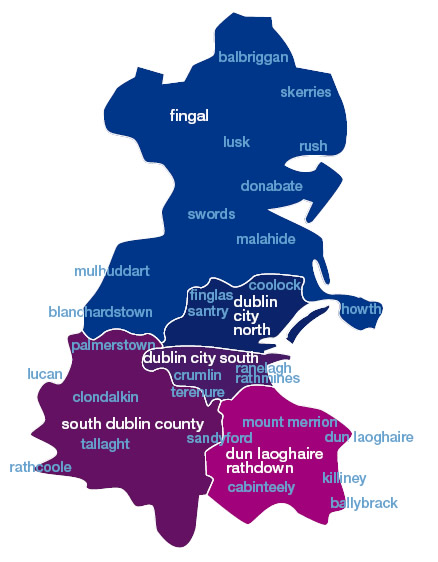 balbriggan
skerries
fingal
lusk
rush
donabate
swords
malahide
mulhuddart
coolock
finglas
dublin
city
north
santry
blanchardstown
howth
palmerstown
dublin city south
lucan
crumlin
ranelagh
rathmines
terenure
clondalkin
south dublin county
mount merrion
sandyford
dun laoghaire
tallaght
dun laoghaire
rathdown
rathcoole
cabinteely
killiney
ballybrack